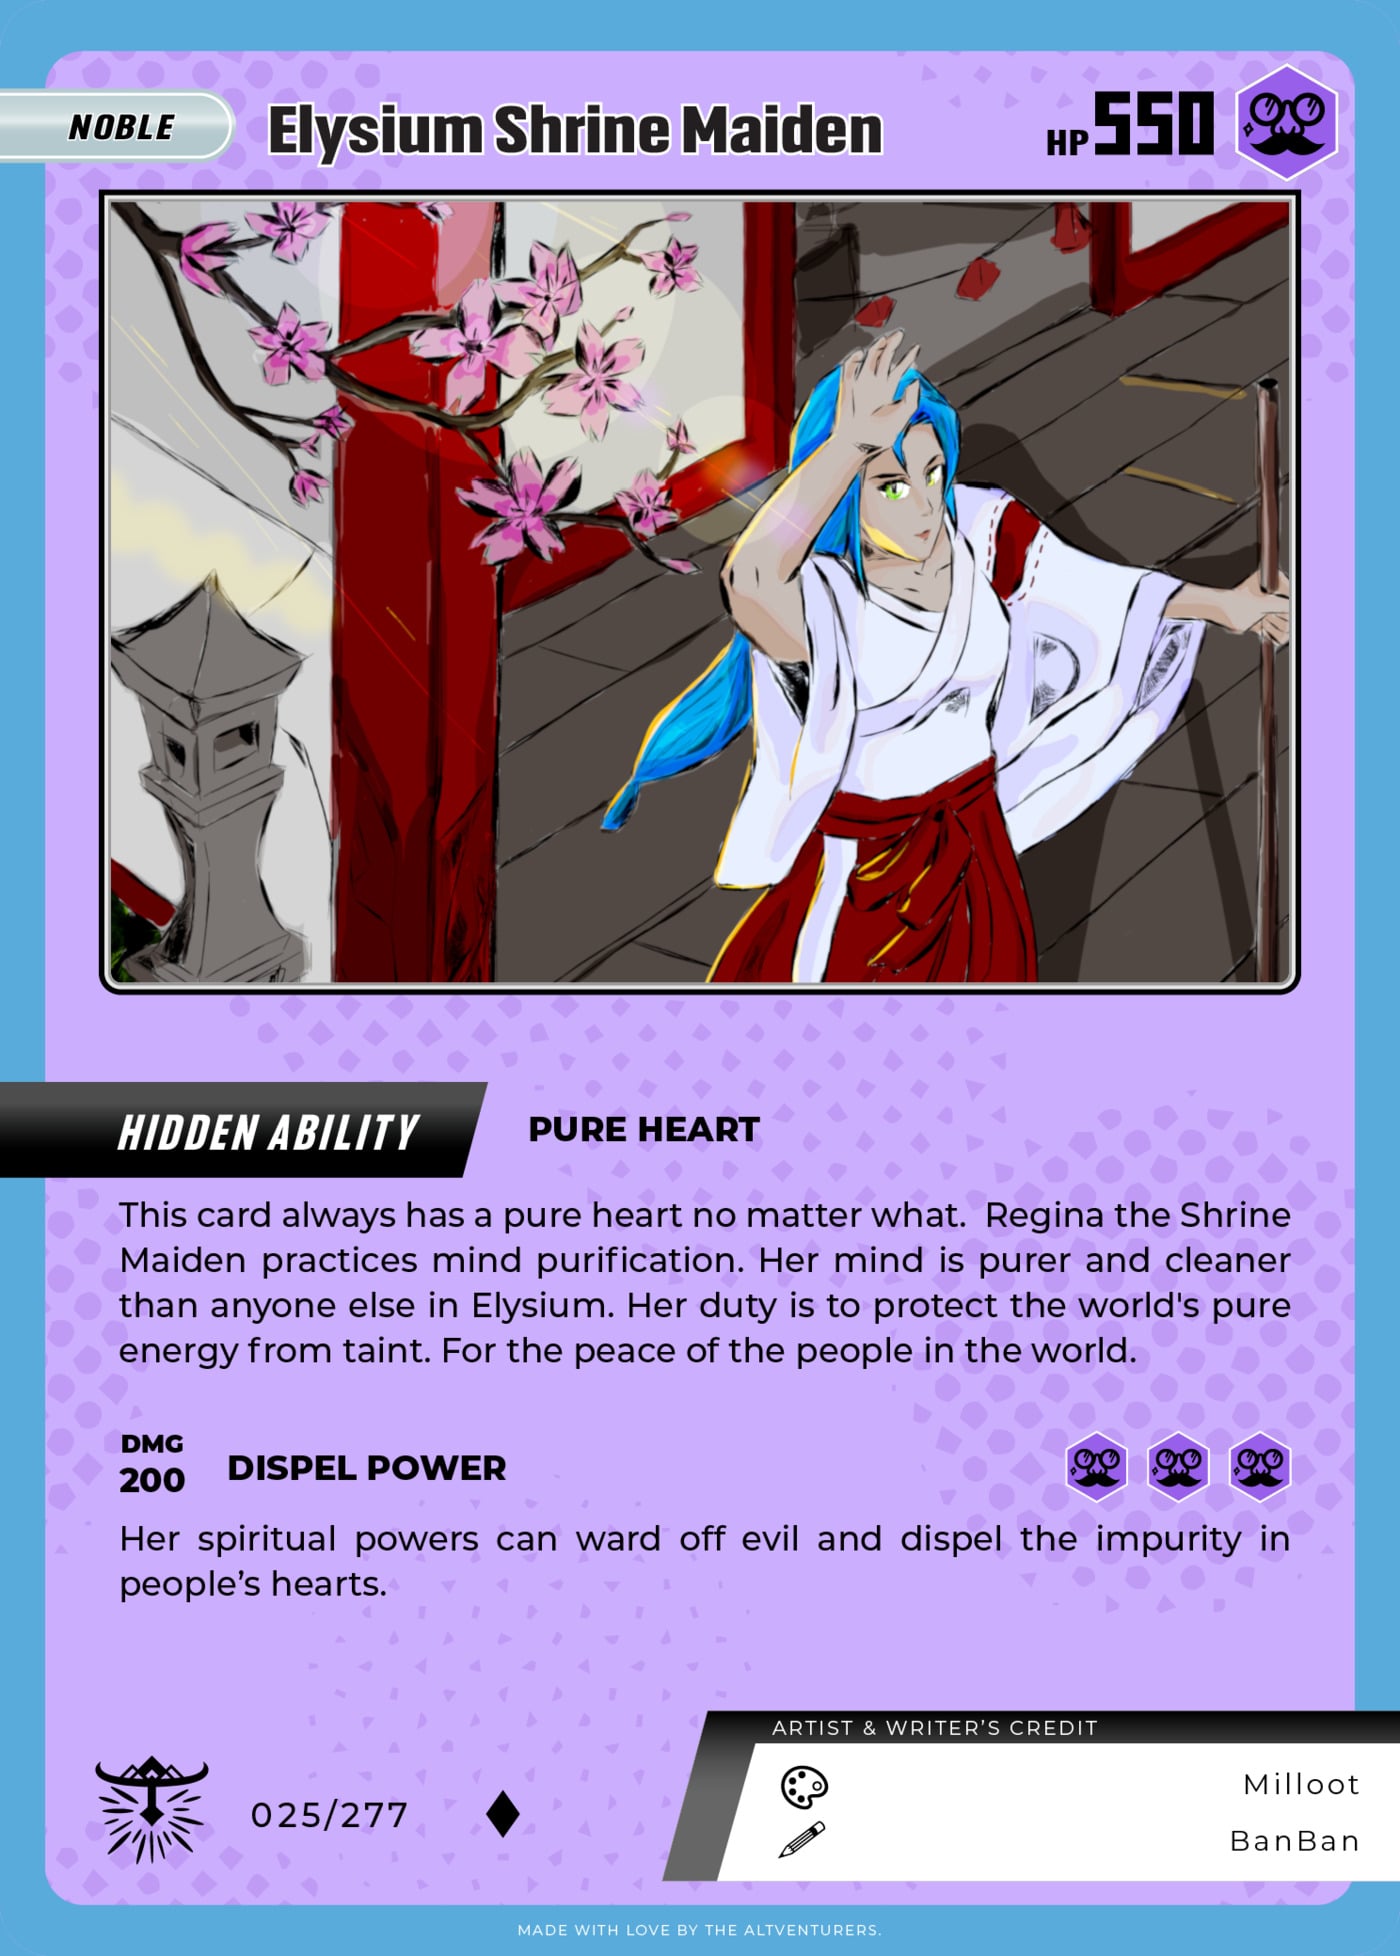 NOBLE
Elysium Shrine Maiden
HP 550
HIDDEN ABILITY
PURE HEART
This card always has a pure heart no matter what.  Regina the Shrine
Maiden practices mind purification. Her mind is purer and cleaner
than anyone else in Elysium. Her duty is to protect the world's pure
energy from taint. For the peace of the people in the world.
DMG
200
DISPEL POWER
Her spiritual powers can ward off evil and dispel the impurity in
people’s hearts.
025/277
ARTIST & WRITER’S CREDIT
Milloot
BanBan
MADE WITH LOVE BY THE ALTVENTURERS.